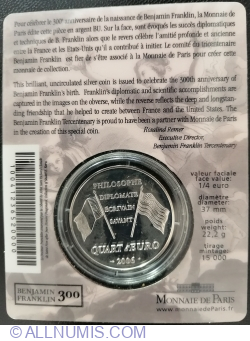 Pour célébrer le 300e anniversaire de la naissance de Benjamin Franklin, la Monnaie de
Paris édite cette pièce en argent BU. Sur la face, sont évoqués les succès diplomatiques
et techniques de B. Franklin alors que le revers célèbre l'amitié profonde et ancienne
entre la France et les Etats-Unis qu'il a contribué à initier. Le comité du tricentenaire
Benjamin Franklin est fier de s'être associé à la Monnaie de Paris pour créer cette
monnaie de collection.
This brilliant, uncirculated silver coin is issued to celebrate the 300th anniversary of
Benjamin Franklin's birth. Franklin's diplomatic and scientific accomplishments are
captured in the images on the obverse, while the reverse reflects the deep and longstan-
ding friendship that he helped to create between France and the United States. The
Benjamin Franklin Tercentenary is proud to have been a partner with Monnaie de Paris
in the creation of this special coin.
Rosalind Remer
Executive Director,
Benjamin Franklin Tercentenary
PHILOSOPHE
DIPLOMATE
ECRIVAIN
SAVANT
QUART d'EURO
2006
valeur faciale
face value:
1/4 euro
diamètre
diameter:
37 mm
poids
weight:
22,2 g
tirage
mintage:
15 000
BENJAMIN
FRANKLIN 300
MONNAIE DE PARIS
www.monnaiedeparis.fr
© ALLNUMIS.COM